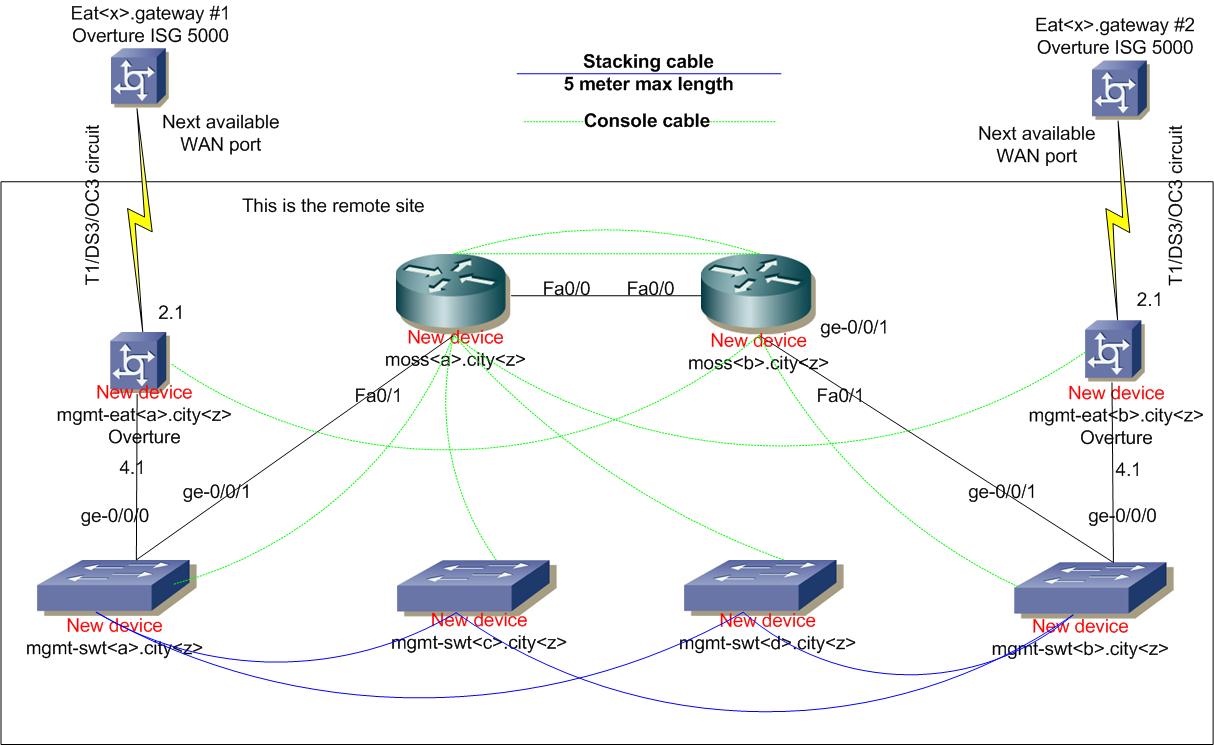 Eat<x>.gateway #1
Overture ISG 5000
Eat<x>.gateway #2
Overture ISG 5000
Stacking cable
5 meter max length
Console cable
Next available
WAN port
Next available
WAN port
T1/DS3/OC3 circuit
T1/DS3/OC3 circuit
This is the remote site
Fa0/0
Fa0/0
2.1
2.1
ge-0/0/1
New device
moss<a>.city<z>
New device
moss<b>.city<z>
New device
mgmt-eat<a>.city<z>
Overture
Fa0/1
Fa0/1
New device
mgmt-eat<b>.city<z>
Overture
4.1
4.1
ge-0/0/1
ge-0/0/1
ge-0/0/0
ge-0/0/0
New device
mgmt-swt<a>.city<z>
New device
mgmt-swt<c>.city<z>
New device
mgmt-swt<d>.city<z>
New device
mgmt-swt<b>.city<z>